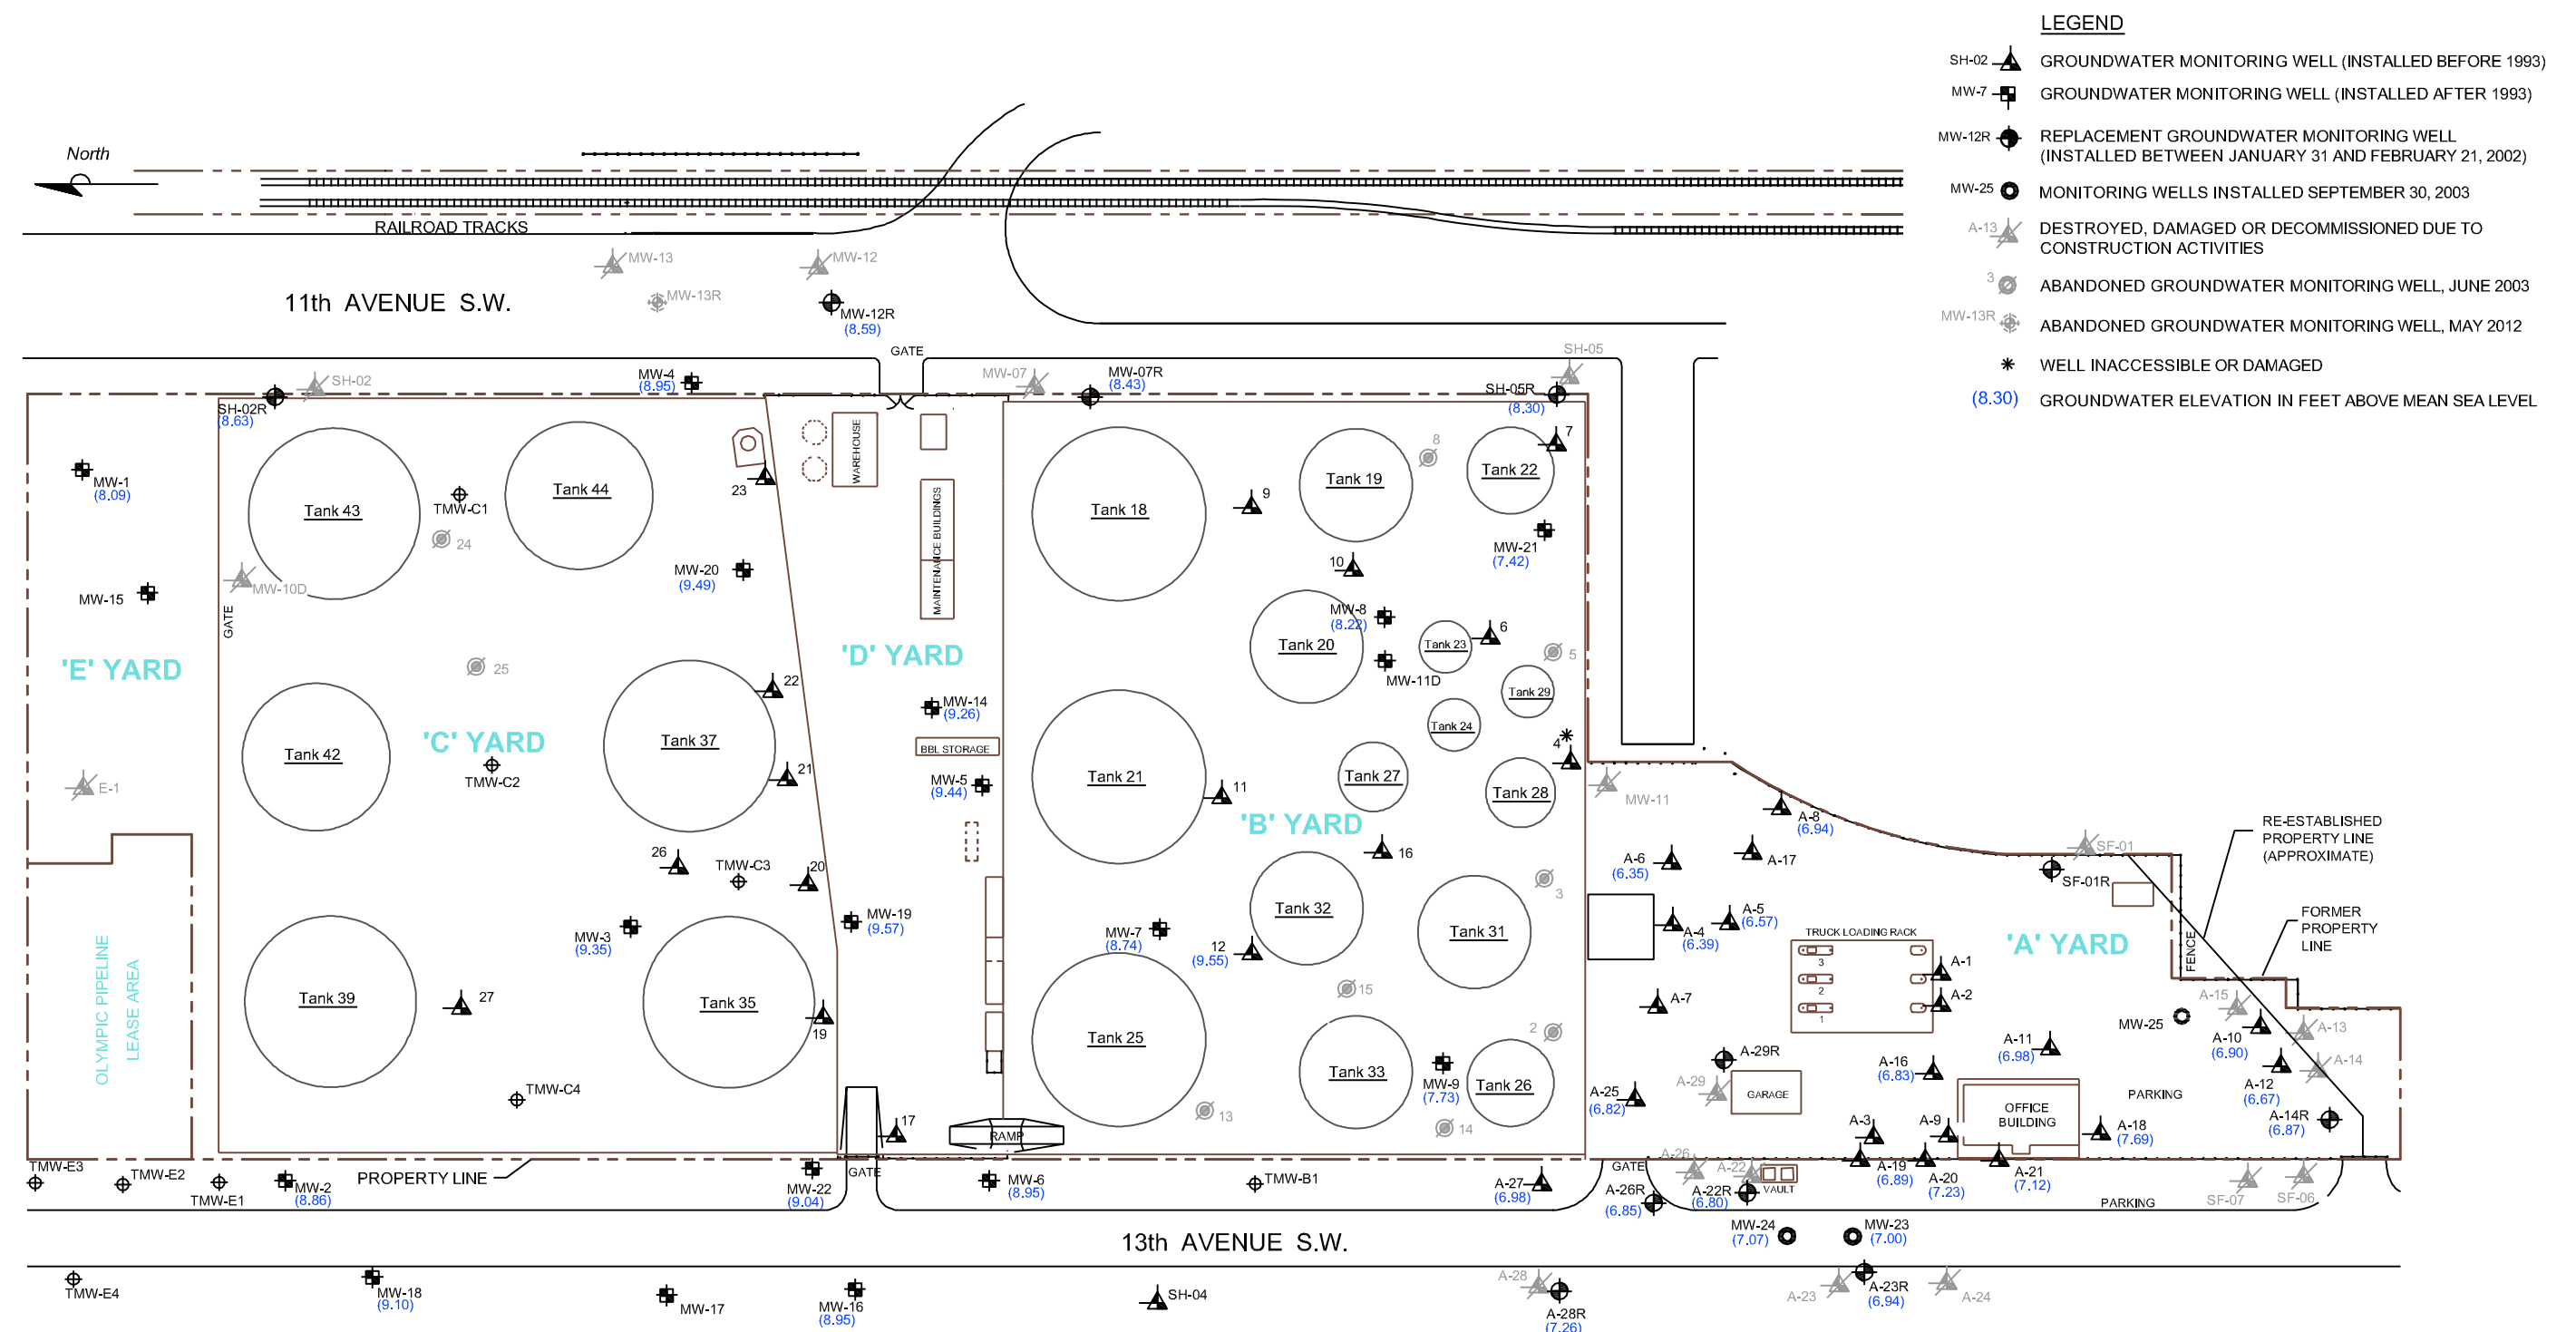 LEGEND
SH-02 GROUNDWATER MONITORING WELL (INSTALLED BEFORE 1993)
MW-7 GROUNDWATER MONITORING WELL (INSTALLED AFTER 1993)
MW-12R REPLACEMENT GROUNDWATER MONITORING WELL
(INSTALLED BETWEEN JANUARY 31 AND FEBRUARY 21, 2002)
MW-25 MONITORING WELLS INSTALLED SEPTEMBER 30, 2003
A-13 DESTROYED, DAMAGED OR DECOMMISSIONED DUE TO
CONSTRUCTION ACTIVITIES
3 ABANDONED GROUNDWATER MONITORING WELL, JUNE 2003
MW-13R ABANDONED GROUNDWATER MONITORING WELL, MAY 2012
WELL INACCESSIBLE OR DAMAGED
(8.30) GROUNDWATER ELEVATION IN FEET ABOVE MEAN SEA LEVEL
North
RAILROAD TRACKS
MW-13
MW-12
MW-13R
11th AVENUE S.W.
MW-12R
(8.59)
GATE
SH-02
SH-02R
(8.63)
MW-4
(8.95)
MW-07
MW-07R
(8.43)
SH-05
SH-05R
(8.30)
MW-1
(8.09)
MW-15
MW-10D
GATE
'E' YARD
E-1
OLYMPIC PIPELINE
LEASE AREA
Tank 43
Tank 44
TMW-C1
24
23
MW-20
(9.49)
25
22
Tank 42
'C' YARD
TMW-C2
Tank 37
21
26
TMW-C3
20
MW-3
(9.35)
Tank 39
27
Tank 35
19
TMW-C4
WAREHOUSE
MAINTENANCE BUILDINGS
'D' YARD
MW-14
(9.26)
BBL STORAGE
MW-5
(9.44)
MW-19
(9.57)
17
RAMP
GATE
Tank 18
9
Tank 19
8
Tank 22
7
10
MW-21
(7.42)
MW-8
(8.22)
Tank 20
Tank 23
6
5
MW-11D
Tank 29
Tank 24
Tank 21
11
Tank 27
Tank 28
4
MW-11
'B' YARD
16
MW-7
(8.74)
12
(9.55)
Tank 32
Tank 31
3
15
Tank 25
13
Tank 33
MW-9
(7.73)
14
2
Tank 26
A-8
(6.94)
A-6
(6.35)
A-17
A-4
(6.39)
A-5
(6.57)
A-7
SF-01
SF-01R
RE-ESTABLISHED
PROPERTY LINE
(APPROXIMATE)
FORMER
PROPERTY
LINE
FENCE
'A' YARD
TRUCK LOADING RACK
3
2
1
A-1
A-2
MW-25
A-15
A-10
(6.90)
A-13
A-14
A-12
(6.67)
A-14R
(6.87)
A-11
(6.98)
A-16
(6.83)
A-29R
A-29
GARAGE
A-25
(6.82)
A-3
A-9
OFFICE
BUILDING
PARKING
A-18
(7.69)
A-19
(6.89)
A-20
(7.23)
A-21
(7.12)
GATE
A-26
A-22
VAULT
A-26R
(6.85)
A-22R
(6.80)
SF-07
SF-06
PARKING
TMW-E3
TMW-E2
TMW-E1
MW-2
(8.86)
PROPERTY LINE
MW-22
(9.04)
MW-6
(8.95)
TMW-B1
A-27
(6.98)
13th AVENUE S.W.
MW-24
(7.07)
MW-23
(7.00)
TMW-E4
MW-18
(9.10)
MW-17
MW-16
(8.95)
SH-04
A-28
A-28R
(7.26)
A-23
A-23R
(6.94)
A-24